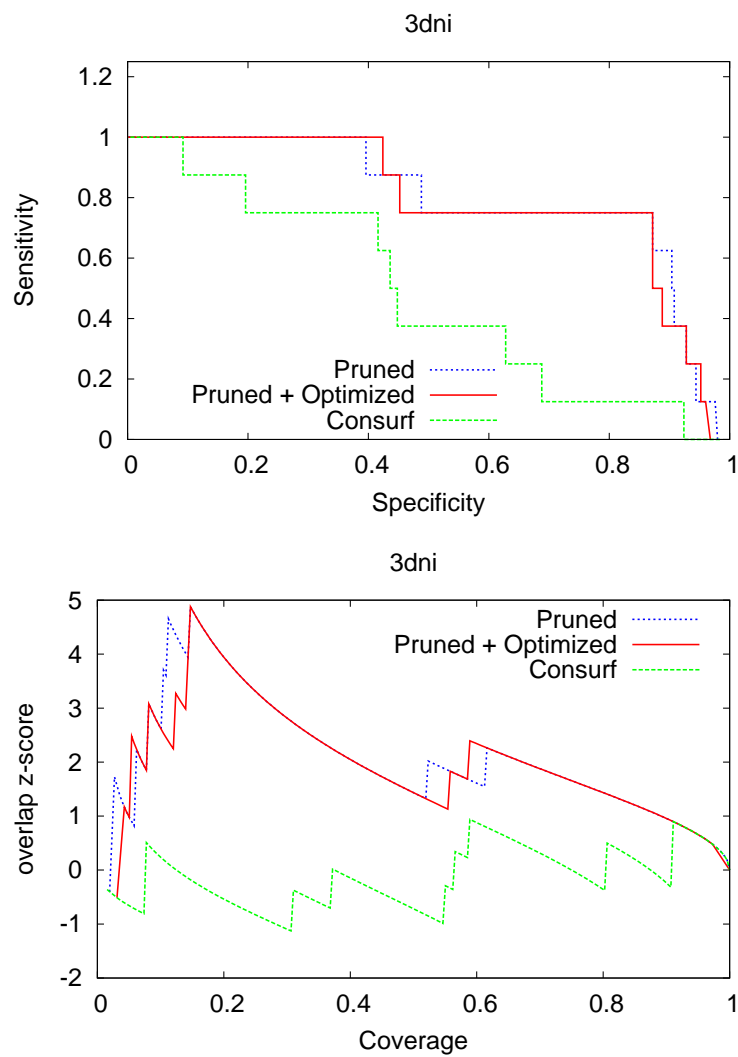 3dni
1.2
1
0.8
0.6
0.4
0.2
0
Sensitivity
Pruned
Pruned + Optimized
Consurf
0 0.2 0.4 0.6 0.8 1
Specificity
3dni
5
4
3
2
1
0
-1
-2
overlap z-score
Pruned
Pruned + Optimized
Consurf
0 0.2 0.4 0.6 0.8 1
Coverage